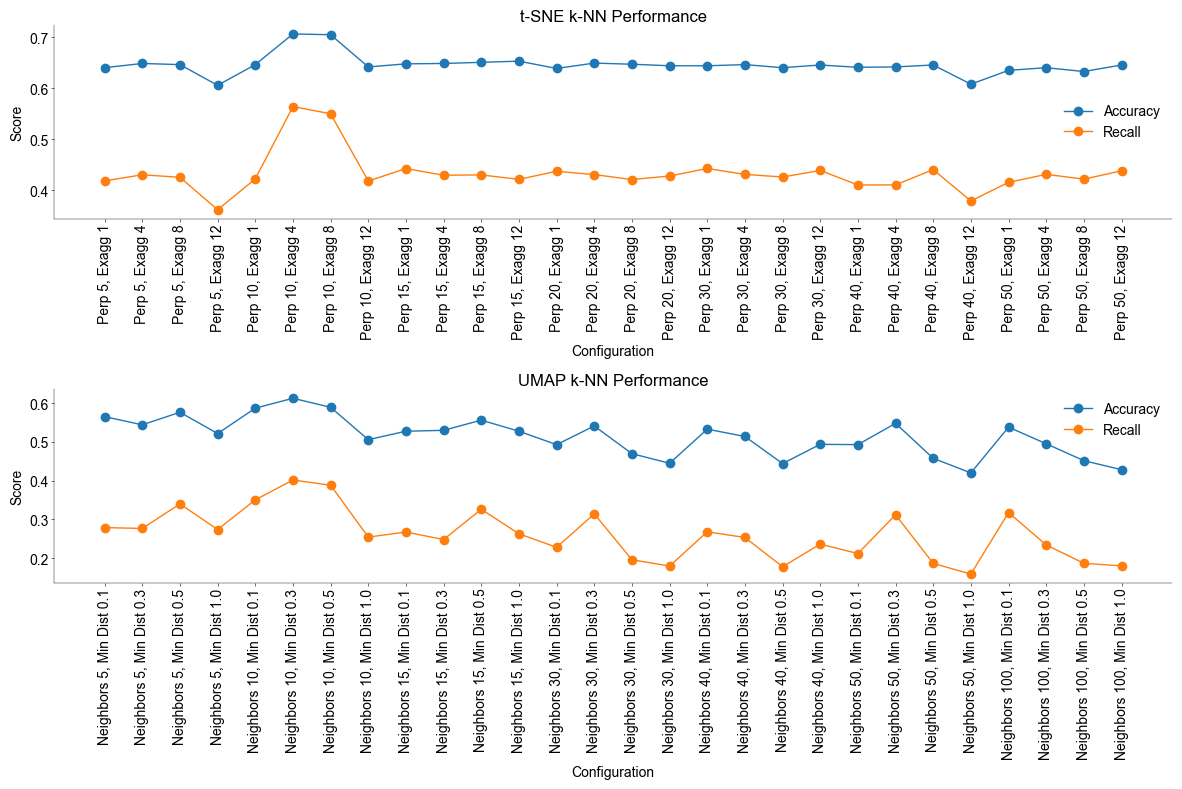 t-SNE k-NN Performance
0.7
0.6
0.5
0.4
Score
Accuracy
Recall
Perp 5, Exagg 1
Perp 5, Exagg 4
Perp 5, Exagg 8
Perp 5, Exagg 12
Perp 10, Exagg 1
Perp 10, Exagg 4
Perp 10, Exagg 8
Perp 10, Exagg 12
Perp 15, Exagg 1
Perp 15, Exagg 4
Perp 15, Exagg 8
Perp 15, Exagg 12
Perp 20, Exagg 1
Perp 20, Exagg 4
Perp 20, Exagg 8
Perp 20, Exagg 12
Perp 30, Exagg 1
Perp 30, Exagg 4
Perp 30, Exagg 8
Perp 30, Exagg 12
Perp 40, Exagg 1
Perp 40, Exagg 4
Perp 40, Exagg 8
Perp 40, Exagg 12
Perp 50, Exagg 1
Perp 50, Exagg 4
Perp 50, Exagg 8
Perp 50, Exagg 12
Configuration
UMAP k-NN Performance
0.6
0.5
0.4
0.3
0.2
Score
Accuracy
Recall
Neighbors 5, Min Dist 0.1
Neighbors 5, Min Dist 0.3
Neighbors 5, Min Dist 0.5
Neighbors 5, Min Dist 1.0
Neighbors 10, Min Dist 0.1
Neighbors 10, Min Dist 0.3
Neighbors 10, Min Dist 0.5
Neighbors 10, Min Dist 1.0
Neighbors 15, Min Dist 0.1
Neighbors 15, Min Dist 0.3
Neighbors 15, Min Dist 0.5
Neighbors 15, Min Dist 1.0
Neighbors 30, Min Dist 0.1
Neighbors 30, Min Dist 0.3
Neighbors 30, Min Dist 0.5
Neighbors 30, Min Dist 1.0
Neighbors 40, Min Dist 0.1
Neighbors 40, Min Dist 0.3
Neighbors 40, Min Dist 0.5
Neighbors 40, Min Dist 1.0
Neighbors 50, Min Dist 0.1
Neighbors 50, Min Dist 0.3
Neighbors 50, Min Dist 0.5
Neighbors 50, Min Dist 1.0
Neighbors 100, Min Dist 0.1
Neighbors 100, Min Dist 0.3
Neighbors 100, Min Dist 0.5
Neighbors 100, Min Dist 1.0
Configuration